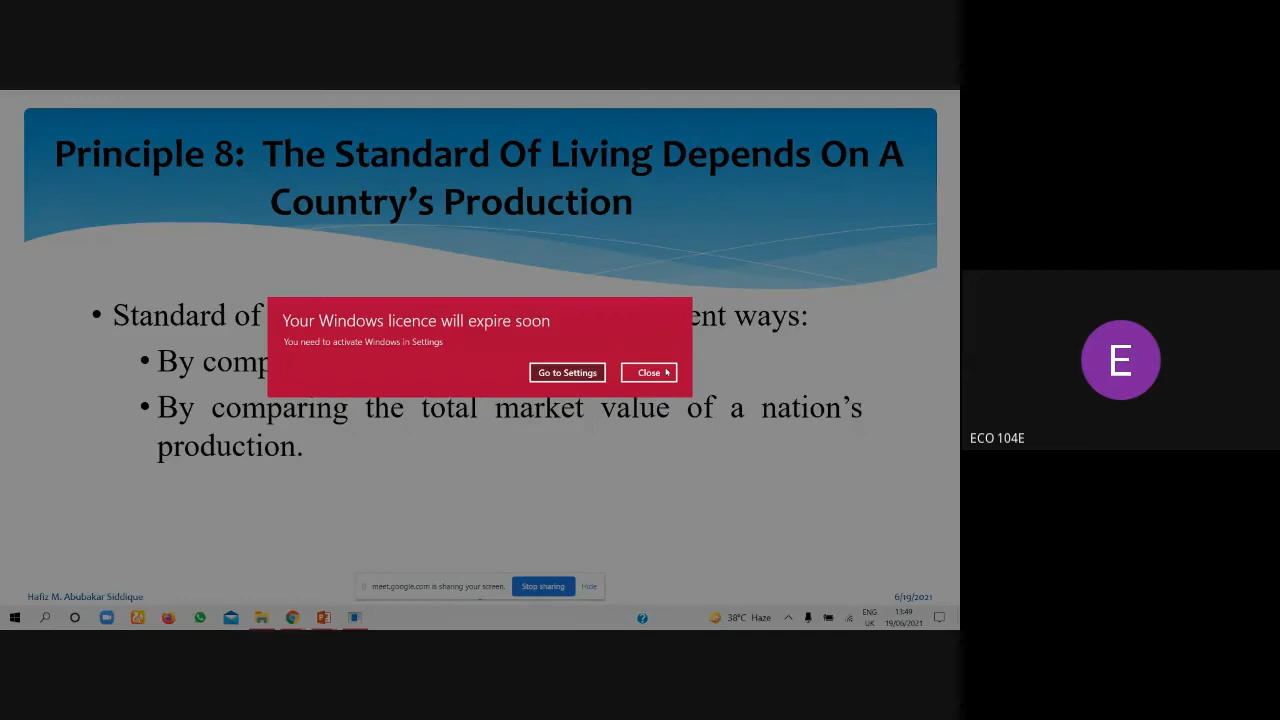 Principle 8: The Standard Of Living Depends On A
Country's Production
• Standard of
ent ways:
Your Windows licence will expire soon
You need to activate Windows in Settings
Go to Settings
Close
• By comp
• By comparing the total market value of a nation's
production.
E
ECO 104E
meet.google.com is sharing your screen.
Stop sharing
Hide
Hafiz M. Abubakar Siddique
6/19/2021
38°C Haze
ENG
UK
13:49
19/06/2021